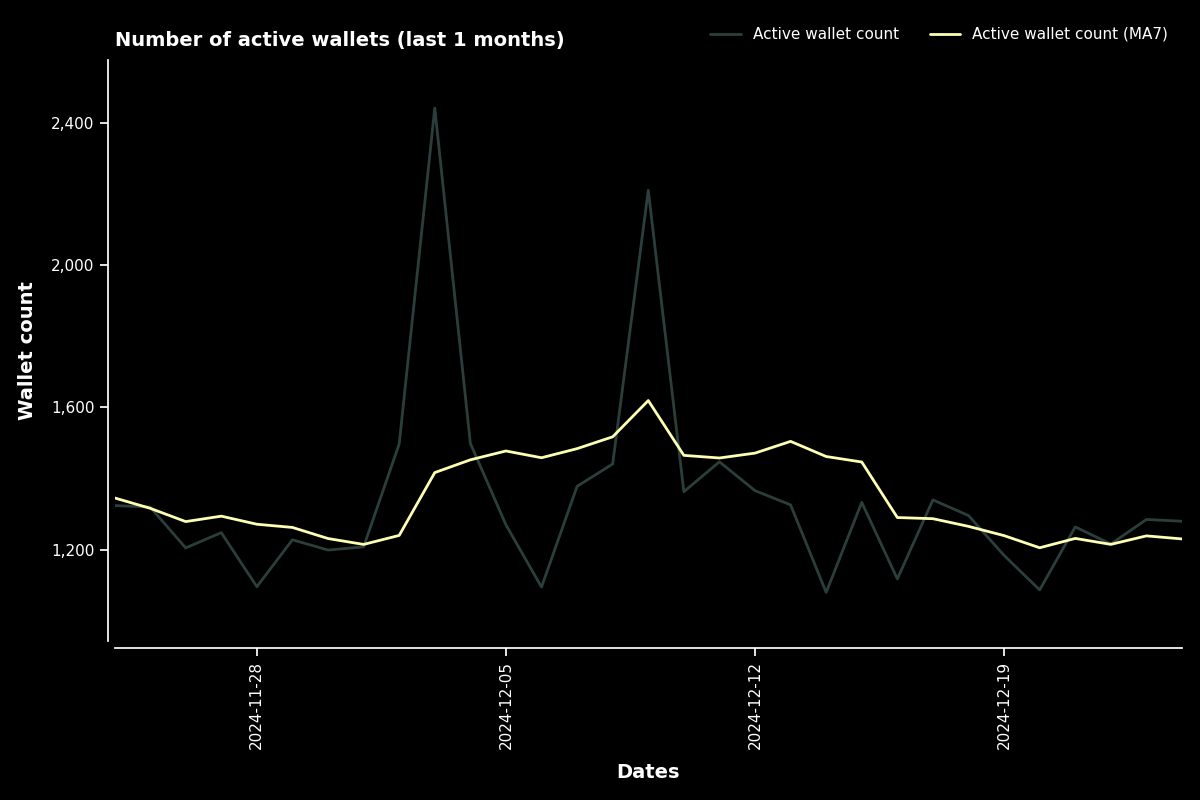 Number of active wallets (last 1 months)
Active wallet count
Active wallet count (MA7)
Wallet count
2,400
2,000
1,600
1,200
2024-11-28
2024-12-05
2024-12-12
2024-12-19
Dates